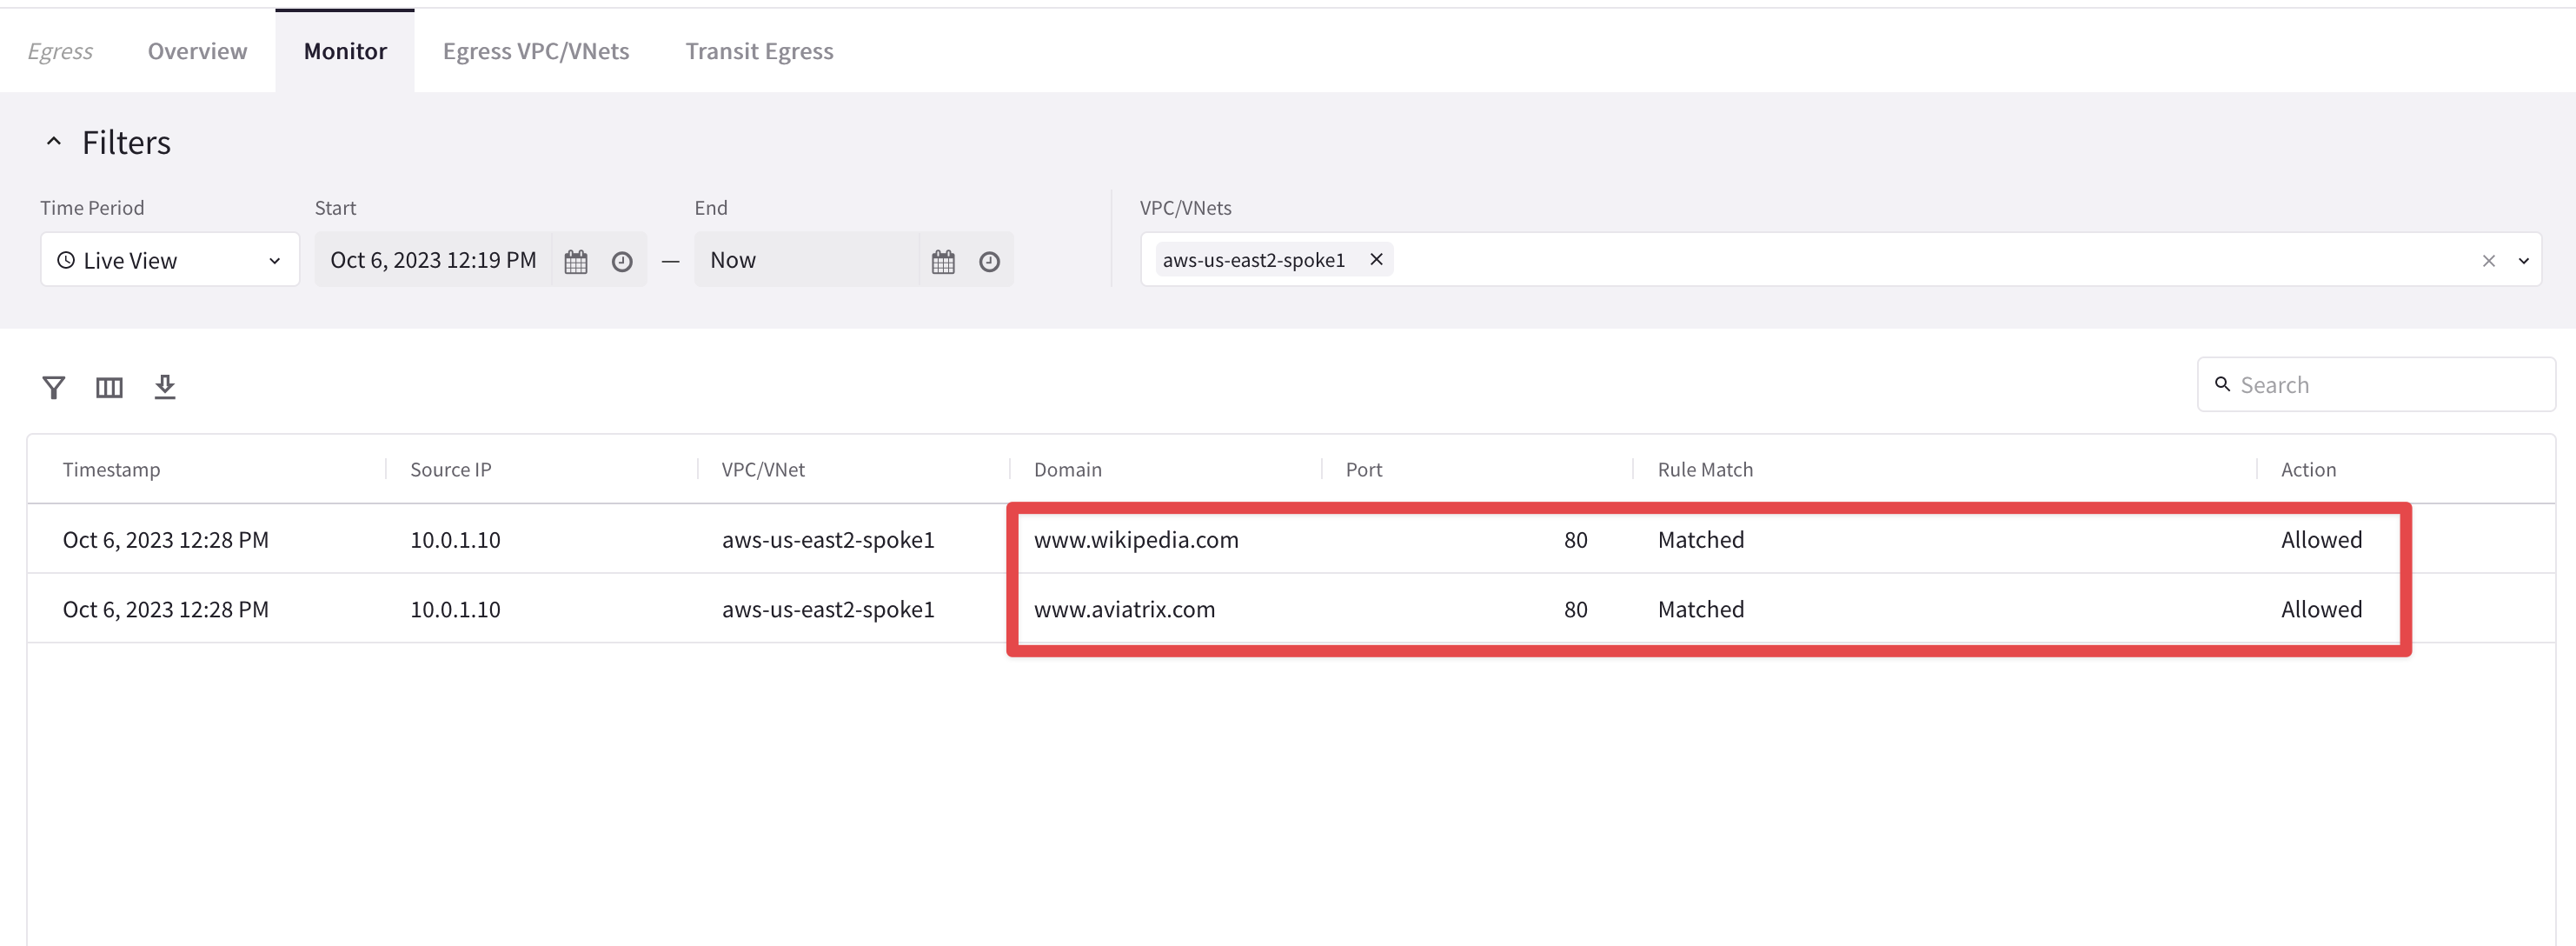 Egress Overview Monitor Egress VPC/VNets Transit Egress
Filters
Time Period Start End VPC/VNets
Live View Oct 6, 2023 12:19 PM — Now aws-us-east2-spoke1
Search
Timestamp Source IP VPC/VNet Domain Port Rule Match Action
Oct 6, 2023 12:28 PM 10.0.1.10 aws-us-east2-spoke1 www.wikipedia.com 80 Matched Allowed
Oct 6, 2023 12:28 PM 10.0.1.10 aws-us-east2-spoke1 www.aviatrix.com 80 Matched Allowed